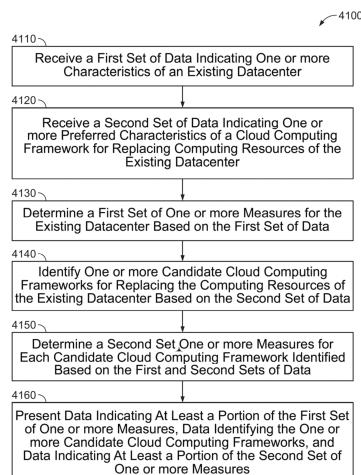 4100
4110
Receive a First Set of Data Indicating One or more
Characteristics of an Existing Datacenter
4120
Receive a Second Set of Data Indicating One or
more Preferred Characteristics of a Cloud Computing
Framework for Replacing Computing Resources of the
Existing Datacenter
4130
Determine a First Set of One or more Measures for the
Existing Datacenter Based on the First Set of Data
4140
Identify One or more Candidate Cloud Computing
Frameworks for Replacing the Computing Resources of
the Existing Datacenter Based on the Second Set of Data
4150
Determine a Second Set One or more Measures for
Each Candidate Cloud Computing Framework Identified
Based on the First and Second Sets of Data
4160
Present Data Indicating At Least a Portion of the First Set
of One or more Measures, Data Identifying the One or
more Candidate Cloud Computing Frameworks, and
Data Indicating At Least a Portion of the Second Set of
One or more Measures